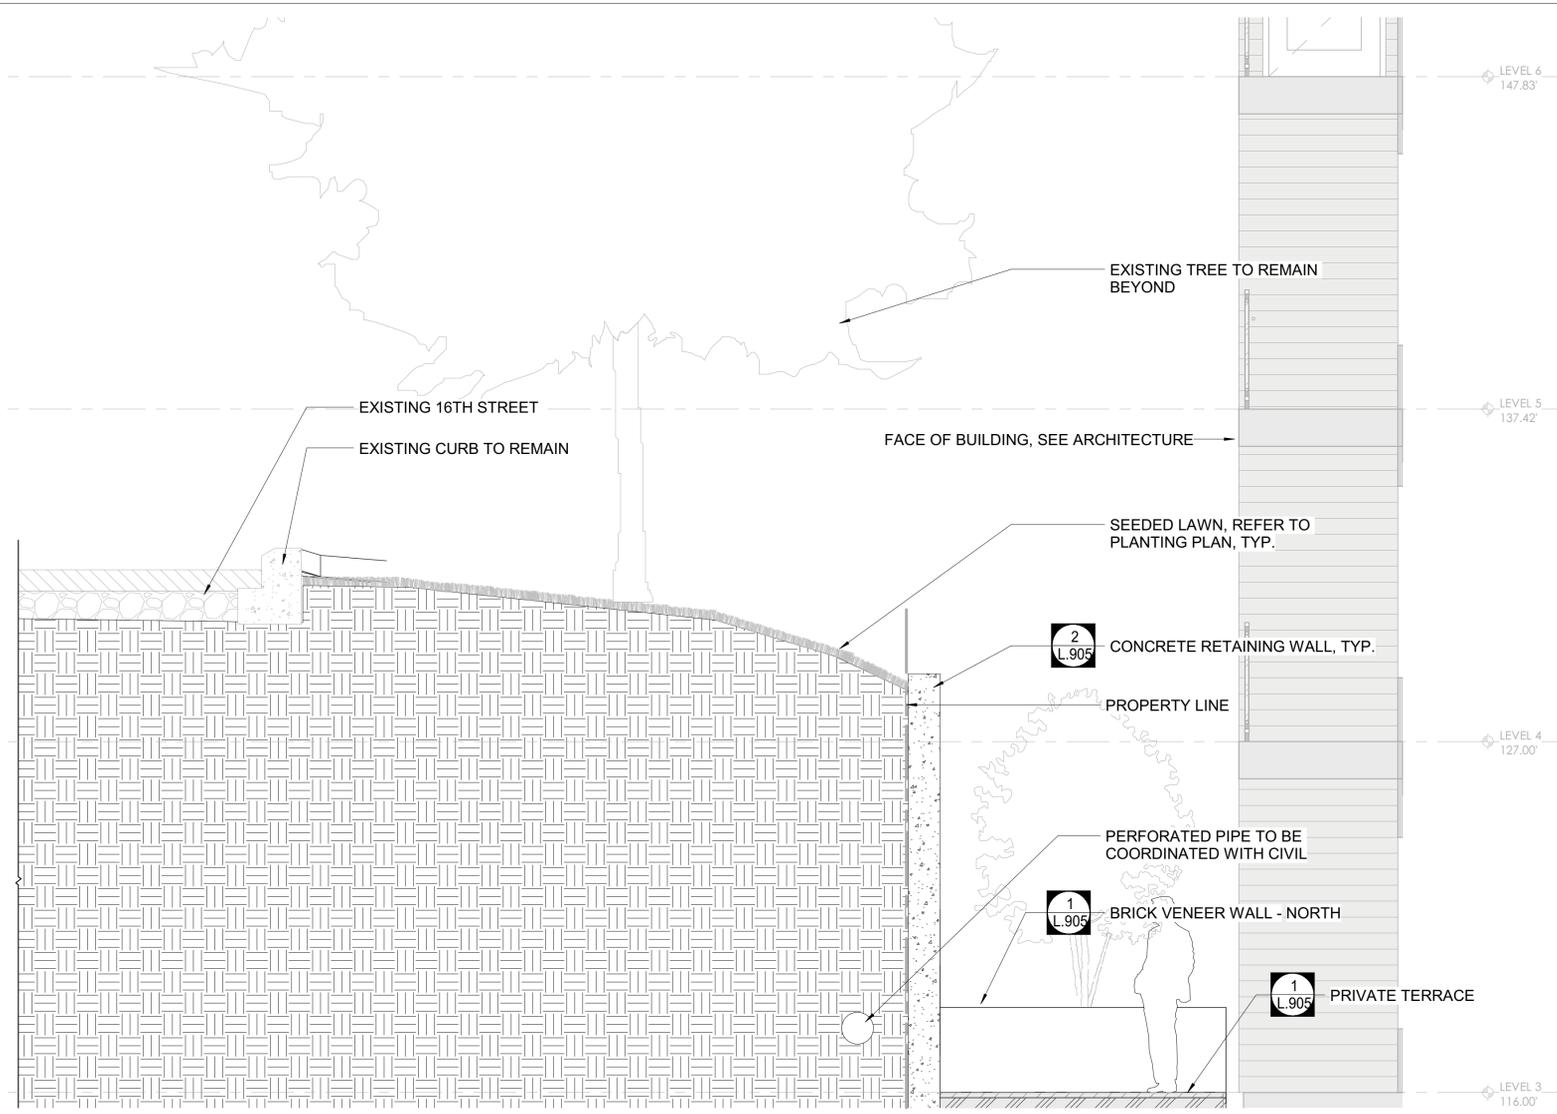 LEVEL 6
147.83'
EXISTING TREE TO REMAIN
BEYOND
EXISTING 16TH STREET
LEVEL 5
137.42'
FACE OF BUILDING, SEE ARCHITECTURE
EXISTING CURB TO REMAIN
SEEDED LAWN, REFER TO
PLANTING PLAN, TYP.
2
L.905
CONCRETE RETAINING WALL, TYP.
PROPERTY LINE
LEVEL 4
127.00'
PERFORATED PIPE TO BE
COORDINATED WITH CIVIL
1
L.905
BRICK VENEER WALL - NORTH
1
L.905
PRIVATE TERRACE
LEVEL 3
116.00'